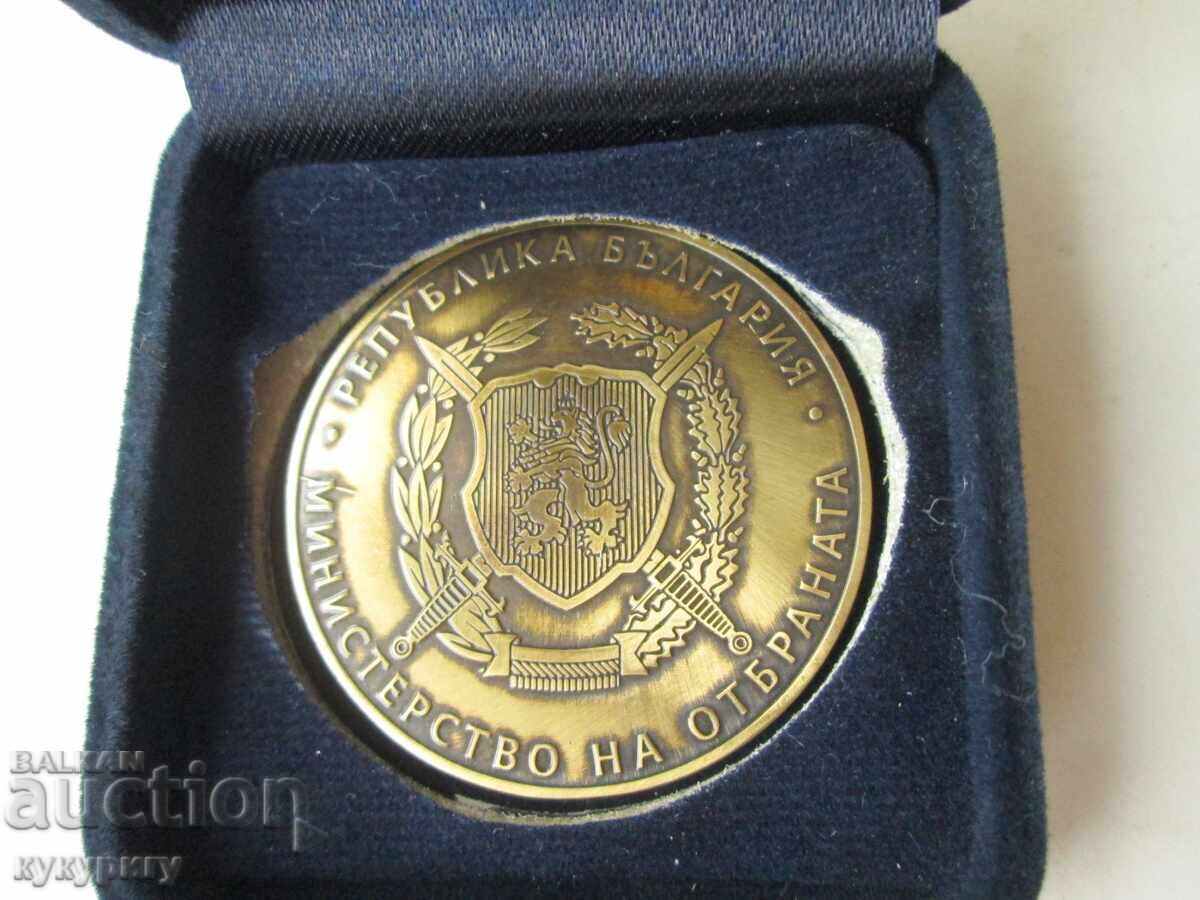 · РЕПУБЛИКА БЪЛГАРИЯ ·
МИНИСТЕРСТВО НА ОТБРАНАТА
BALKAN
auction
кукуригу